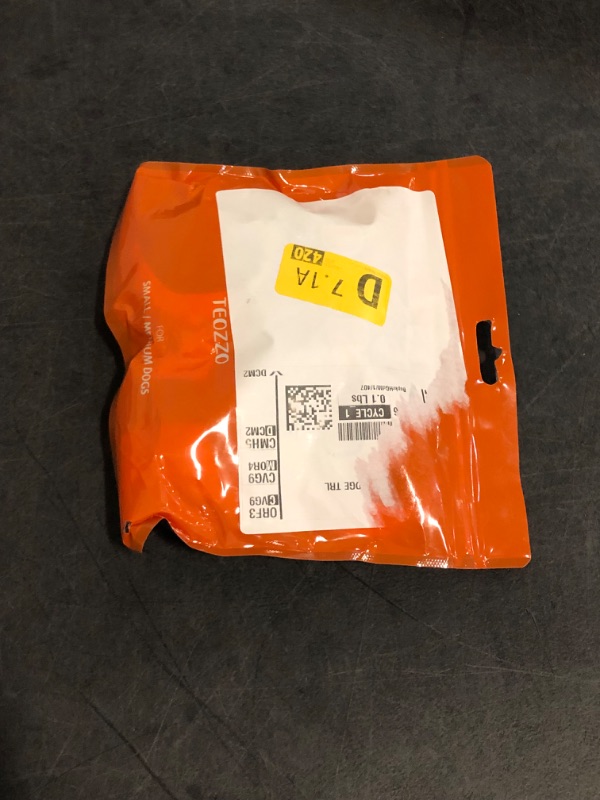 TEOZZO
FOR
SMALL / MEDIUM DOGS
ORF3
CVG9
CVG9
MOR4
CMH5
DCM2
DCM2
DGE TRL
CYCLE 1
0.1 Lbs
D 7.1A
420